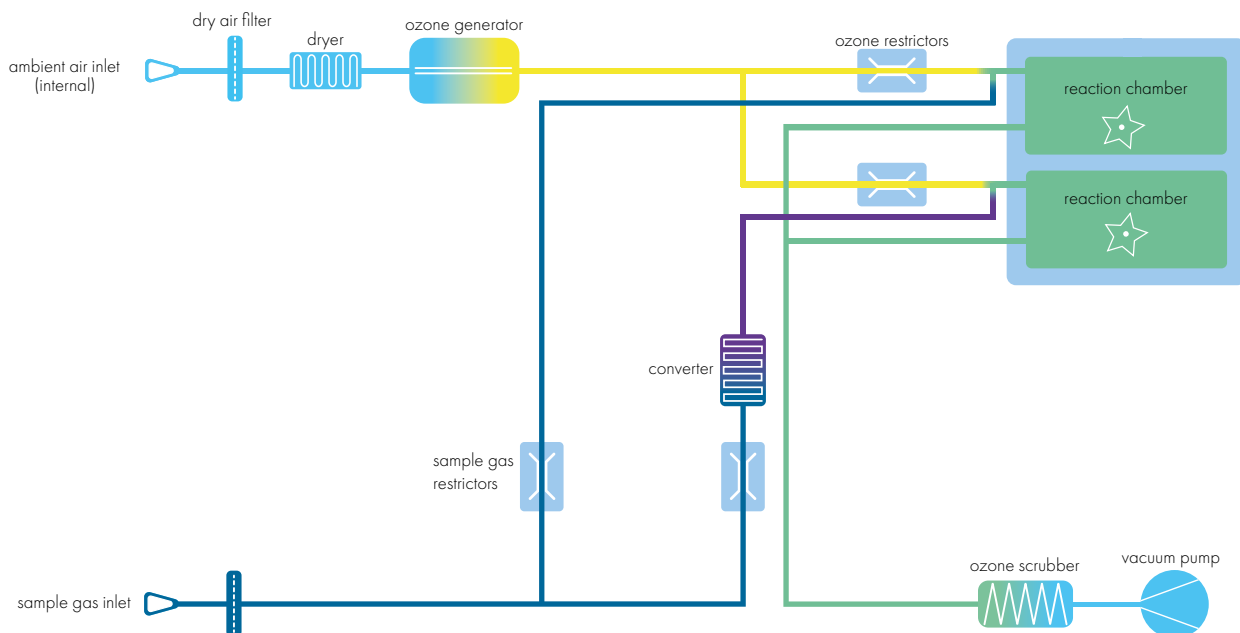 dry air filter
dryer
ozone generator
ozone restrictors
ambient air inlet
(internal)
reaction chamber
reaction chamber
converter
sample gas
restrictors
vacuum pump
ozone scrubber
sample gas inlet